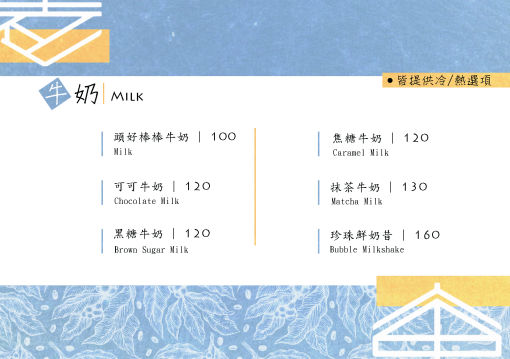 ● 皆提供冷/熱選項
牛奶 | MILK
頭好棒棒牛奶 | 100
Milk
可可牛奶 | 120
Chocolate Milk
黑糖牛奶 | 120
Brown Sugar Milk
焦糖牛奶 | 120
Caramel Milk
抹茶牛奶 | 130
Matcha Milk
珍珠鮮奶昔 | 160
Bubble Milkshake